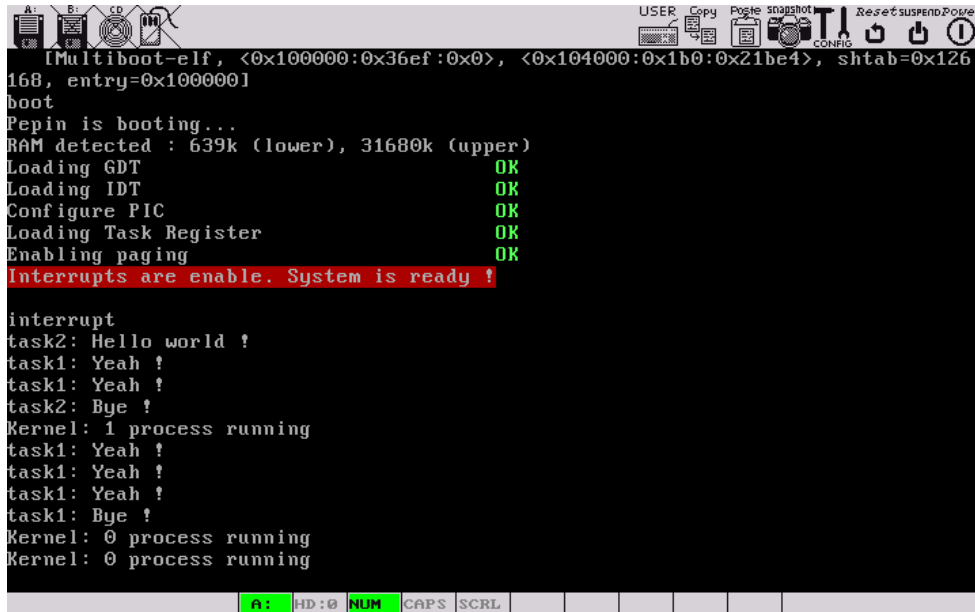 A: B: CD USER Copy Paste snapshot CONFIG Reset SUSPEND Powe
[Multiboot-elf, <0x100000:0x36ef:0x0>, <0x104000:0x1b0:0x21be4>, shtab=0x126
168, entry=0x100000]
boot
Pepin is booting...
RAM detected : 639k (lower), 31680k (upper)
Loading GDT OK
Loading IDT OK
Configure PIC OK
Loading Task Register OK
Enabling paging OK
Interrupts are enable. System is ready !
interrupt
task2: Hello world !
task1: Yeah !
task1: Yeah !
task2: Bye !
Kernel: 1 process running
task1: Yeah !
task1: Yeah !
task1: Yeah !
task1: Bye !
Kernel: 0 process running
Kernel: 0 process running
A: HD:0 NUM CAPS SCRL